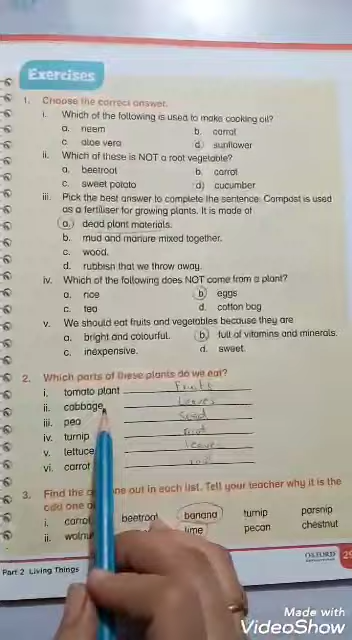 Exercises
1. Choose the correct answer.
i. Which of the following is used to make cooking oil?
a. neem b. carrot
c. aloe vera d. sunflower
ii. Which of these is NOT a root vegetable?
a. beetroot b. carrot
c. sweet potato d. cucumber
iii. Pick the best answer to complete the sentence. Compost is used
as a fertiliser for growing plants. It is made of
a. dead plant materials.
b. mud and manure mixed together.
c. wood.
d. rubbish that we throw away.
iv. Which of the following does NOT come from a plant?
a. rice b. eggs
c. tea d. cotton bag
v. We should eat fruits and vegetables because they are
a. bright and colourful. b. full of vitamins and minerals.
c. inexpensive. d. sweet.
2. Which parts of these plants do we eat?
i. tomato plant Fruit
ii. cabbage leaves
iii. pea seed
iv. turnip root
v. lettuce leaves
vi. carrot root
3. Find the one out in each list. Tell your teacher why it is the
odd one
i. carrot beetroot banana turnip parsnip
ii. walnut lime pecan chestnut
OXFORD 29
Part 2 Living Things
Made with
VideoShow